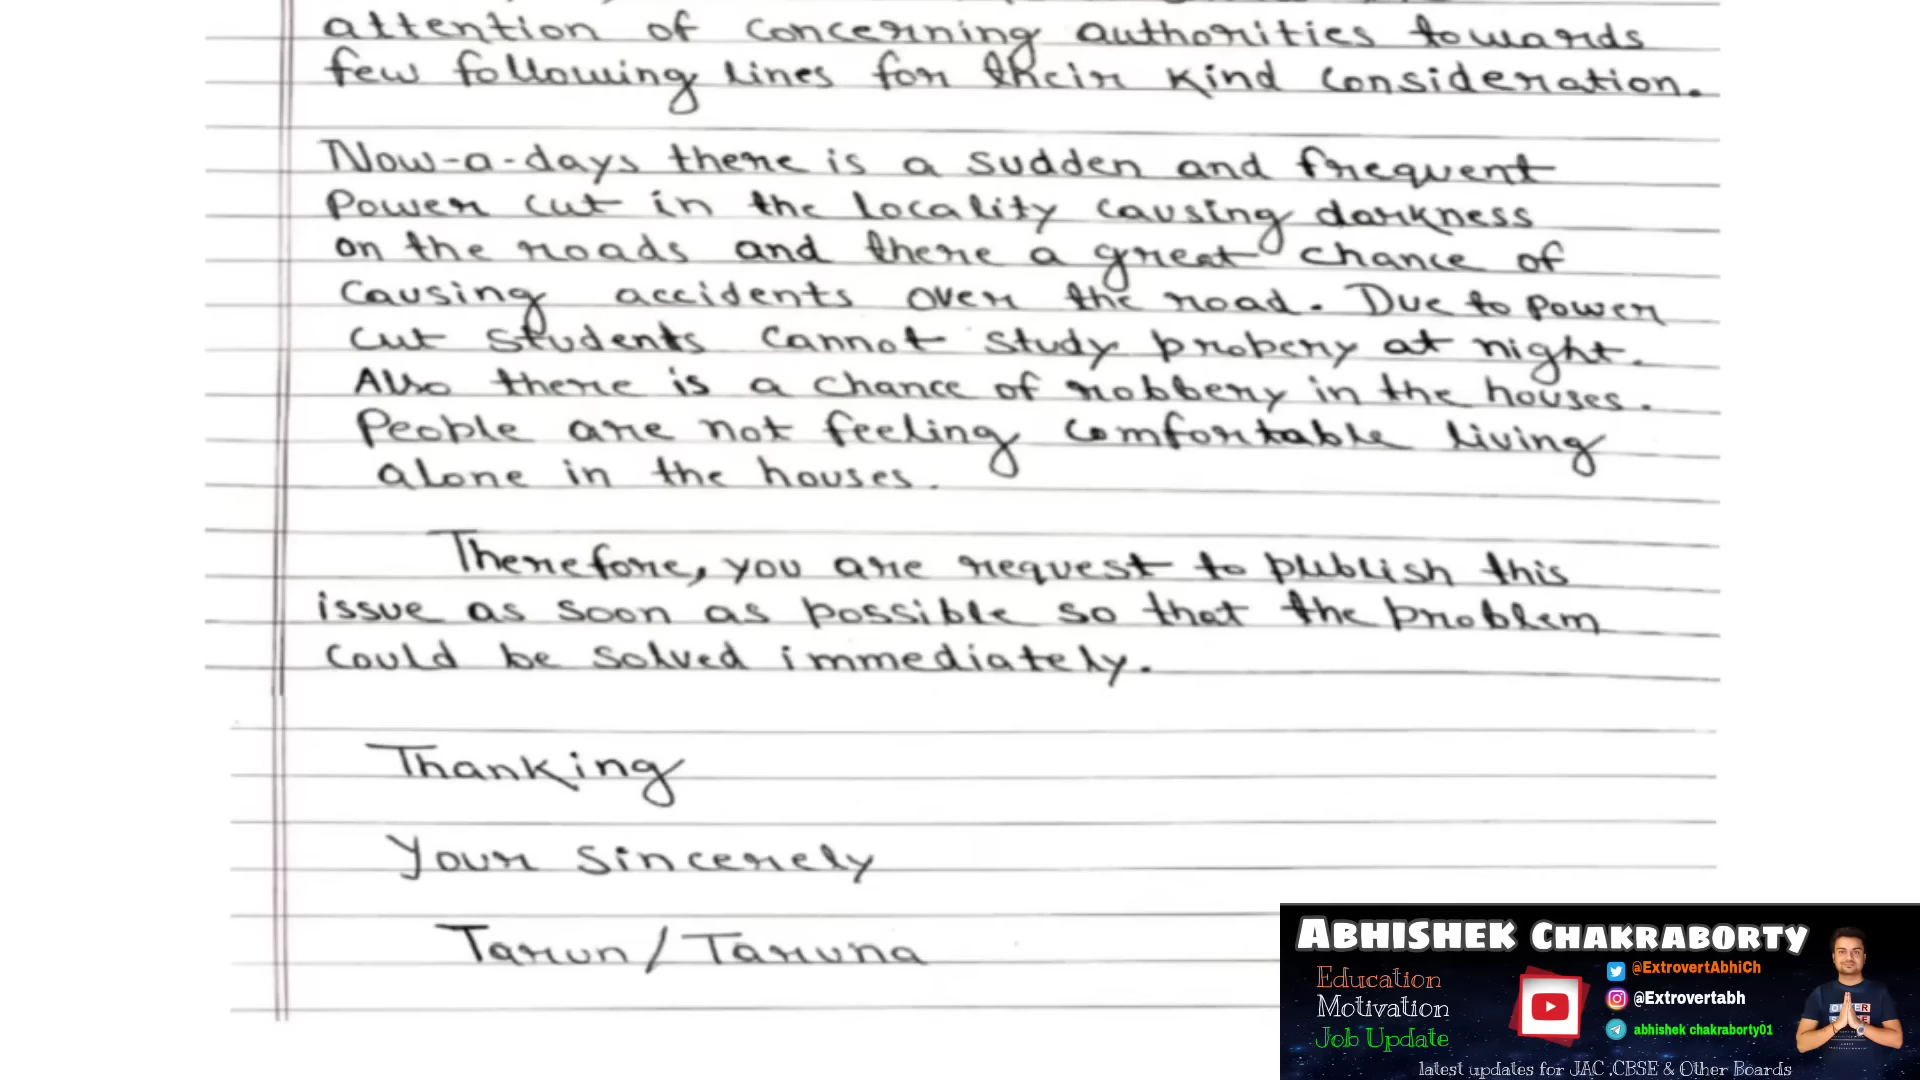 attention of concerning authorities towards
few following lines for their kind consideration.
Now-a-days there is a sudden and frequent
Power cut in the locality causing darkness
on the roads and there a great chance of
causing accidents over the road. Due to power
cut students cannot study propery at night.
Also there is a chance of robbery in the houses.
People are not feeling comfortable living
alone in the houses.
Therefore, you are request to publish this
issue as soon as possible so that the problem
could be solved immediately.
Thanking
Your sincerely
Tarun/Taruna
ABHISHEK CHAKRABORTY
Education
Motivation
Job Update
@ExtrovertAbhiCh
@Extrovertabh
abhishek chakraborty01
latest updates for JAC ,CBSE & Other Boards